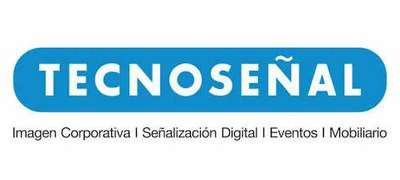 TECNOSEÑAL
Imagen Corporativa I Señalización Digital I Eventos I Mobiliario